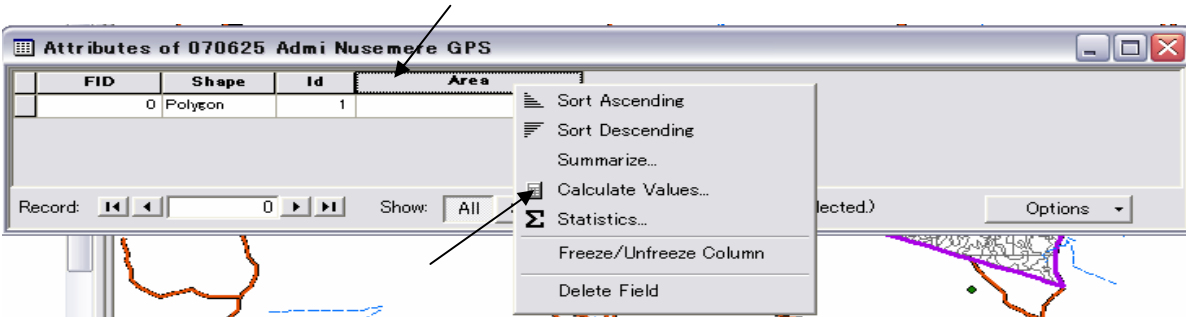 Attributes of 070625 Admi Nusemere GPS
FID Shape Id Area
0 Polygon 1
Sort Ascending
Sort Descending
Summarize...
Calculate Values...
Statistics...
Freeze/Unfreeze Column
Delete Field
Record: 0 Show: All lected.) Options